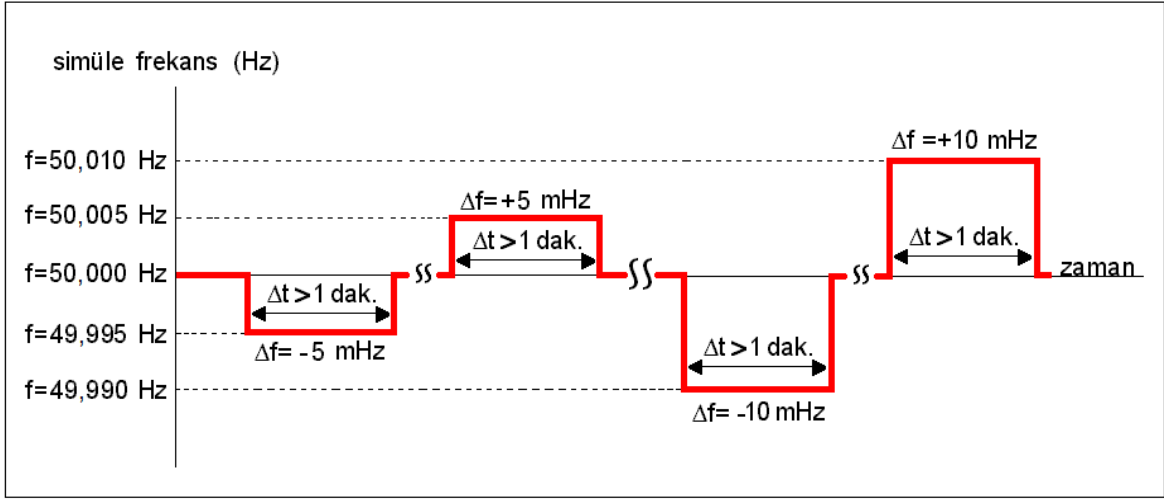 simüle frekans (Hz)
Δf =+10 mHz
f=50,010 Hz
Δf=+5 mHz
f=50,005 Hz
Δt>1 dak.
Δt>1 dak.
f=50,000 Hz
zaman
Δt>1 dak.
f=49,995 Hz
Δf= -5 mHz
Δt>1 dak.
f=49,990 Hz
Δf= -10 mHz